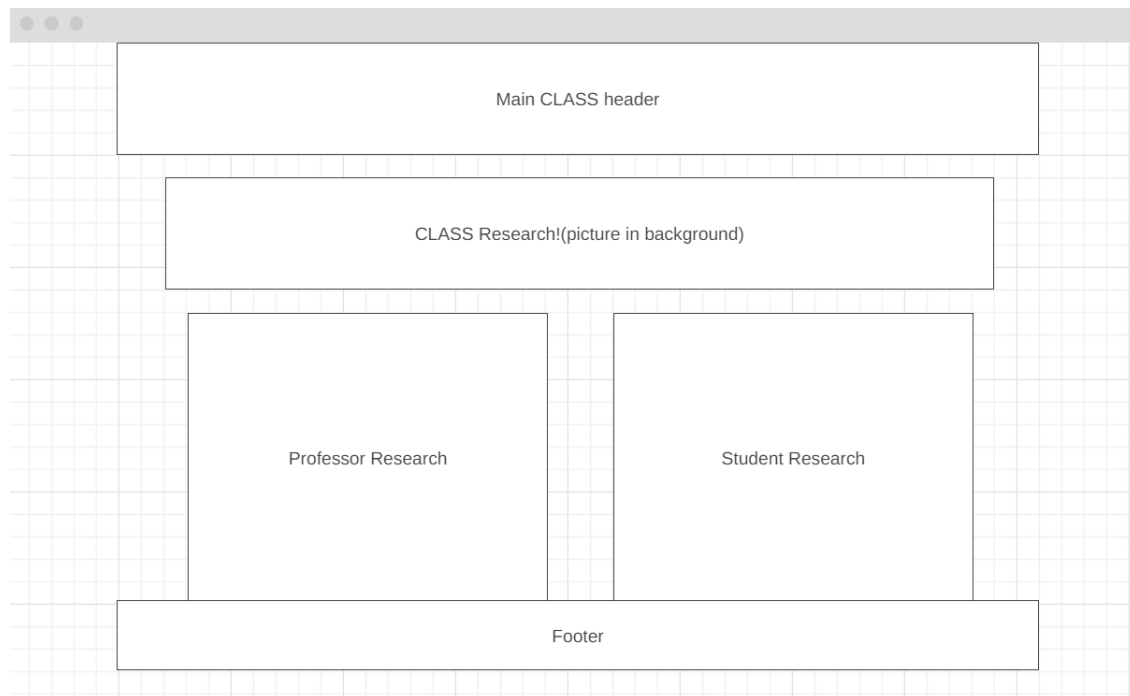 Main CLASS header
CLASS Research!(picture in background)
Professor Research
Student Research
Footer